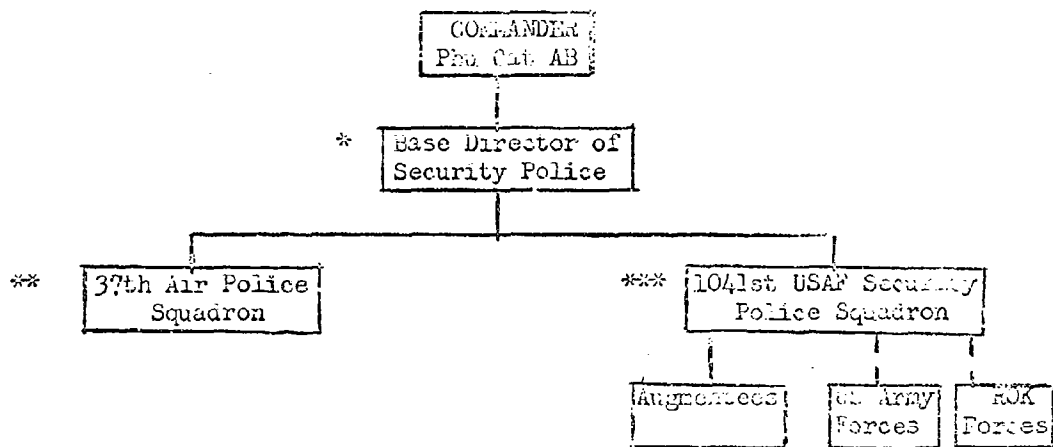 COMMANDER
Phu Cat AB
* Base Director of
Security Police
** 37th Air Police
Squadron
*** 1041st USAF Security
Police Squadron
Augmentees
US Army
Forces
ROK
Forces